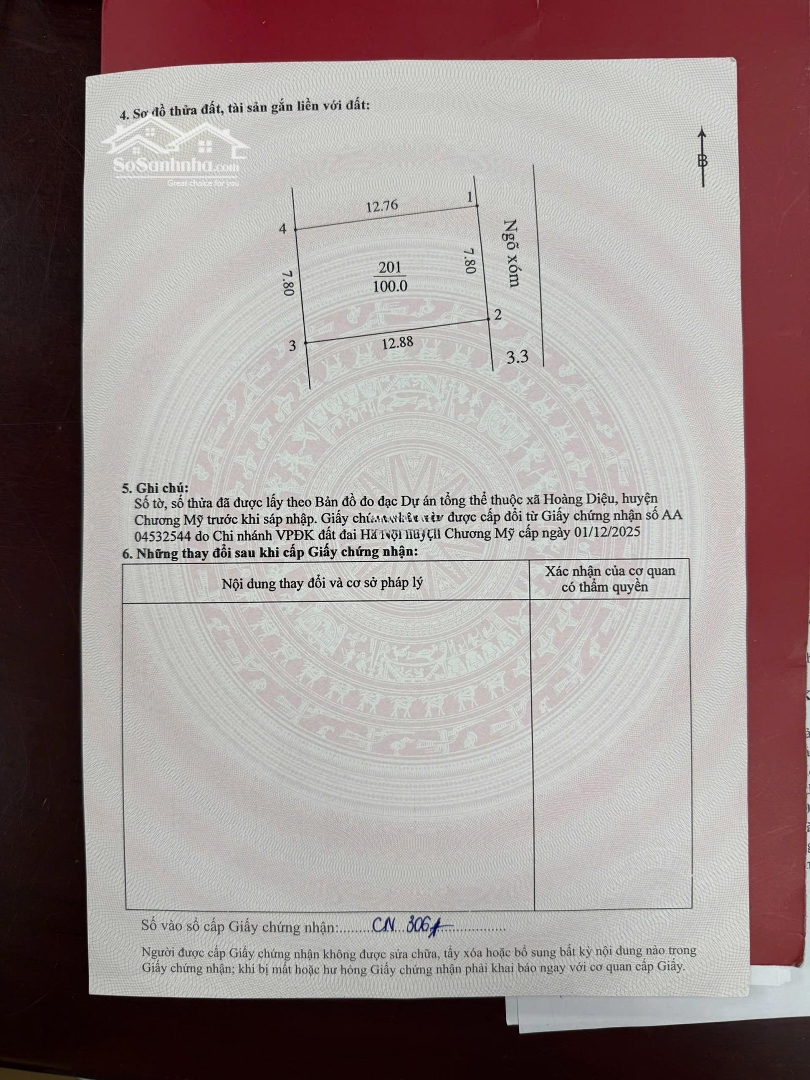 4. Sơ đồ thửa đất, tài sản gắn liền với đất:
SoSanhnha.com
Great choice for you
B
12.76
1
4
7.80
201
100.0
7.80
Ngõ xóm
2
3
12.88
3.3
5. Ghi chú:
Số tờ, số thửa đã được lấy theo Bản đồ đo đạc Dự án tổng thể thuộc xã Hoàng Diệu, huyện
Chương Mỹ trước khi sáp nhập. Giấy được cấp đổi từ Giấy chứng nhận số AA
04532544 do Chi nhánh VPĐK đất đai Hà Nội huyện Chương Mỹ cấp ngày 01/12/2025
6. Những thay đổi sau khi cấp Giấy chứng nhận:
Nội dung thay đổi và cơ sở pháp lý
Xác nhận của cơ quan
có thẩm quyền
Số vào sổ cấp Giấy chứng nhận:.........CN...306..................
Người được cấp Giấy chứng nhận không được sửa chữa, tẩy xóa hoặc bổ sung bất kỳ nội dung nào trong
Giấy chứng nhận; khi bị mất hoặc hư hỏng Giấy chứng nhận phải khai báo ngay với cơ quan cấp Giấy.